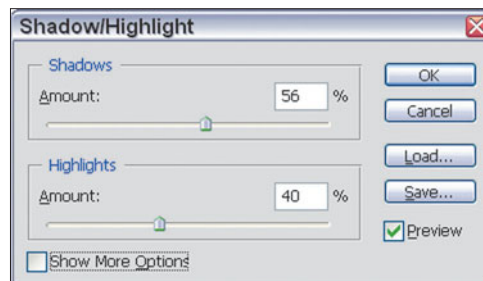 Shadow/Highlight
Shadows
Amount: 56 %
Highlights
Amount: 40 %
Show More Options
OK
Cancel
Load...
Save...
Preview